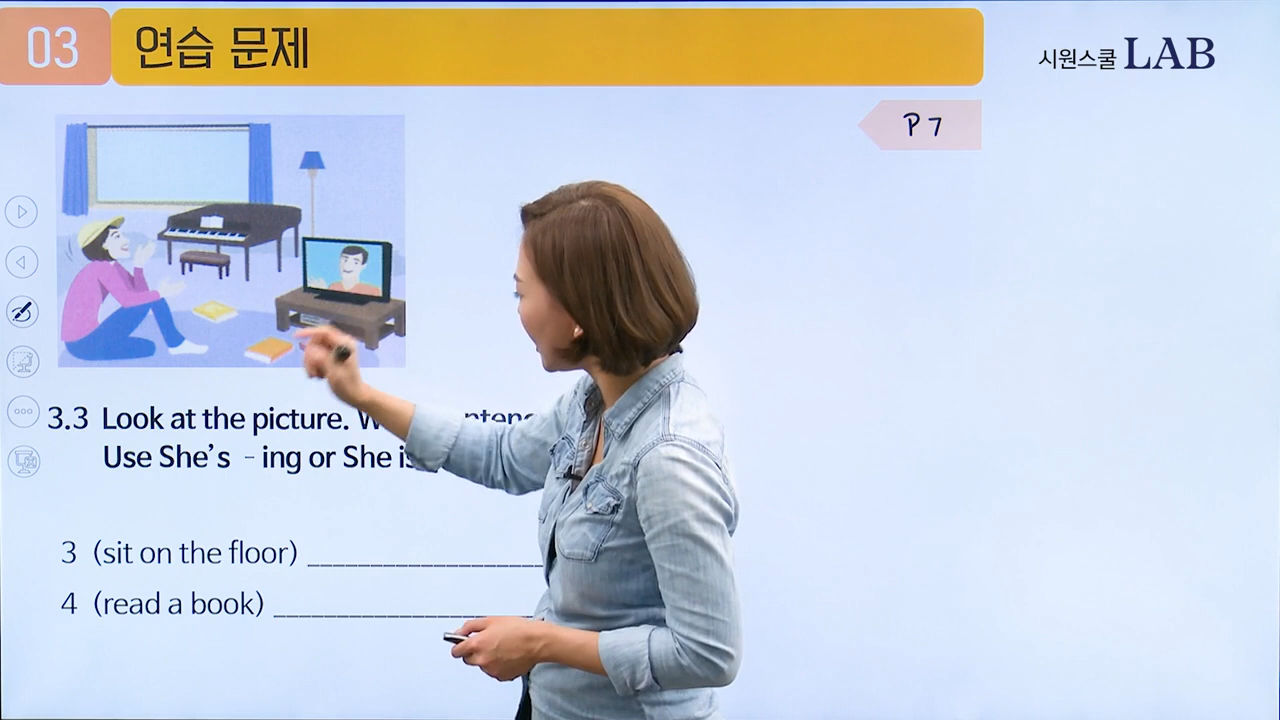 03 연습 문제
시원스쿨 LAB
P 7
3.3 Look at the picture.
Use She's -ing or She
3 (sit on the floor)
4 (read a book)